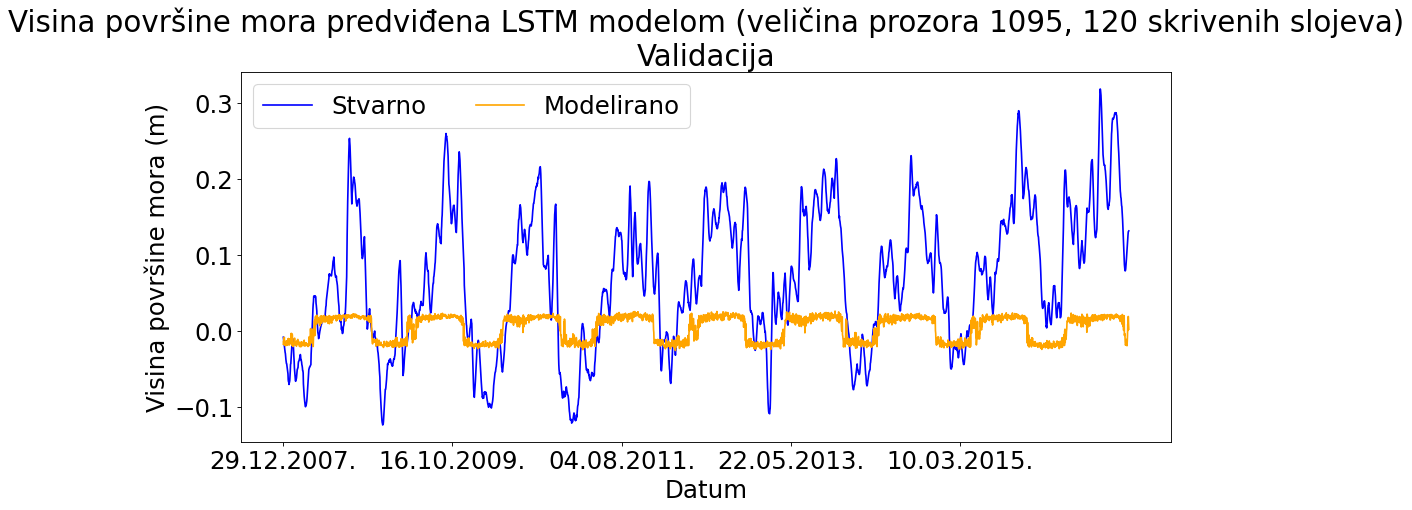 Visina površine mora predviđena LSTM modelom (veličina prozora 1095, 120 skrivenih slojeva)
Validacija
Stvarno Modelirano
Visina površine mora (m)
0.3
0.2
0.1
0.0
−0.1
29.12.2007. 16.10.2009. 04.08.2011. 22.05.2013. 10.03.2015.
Datum